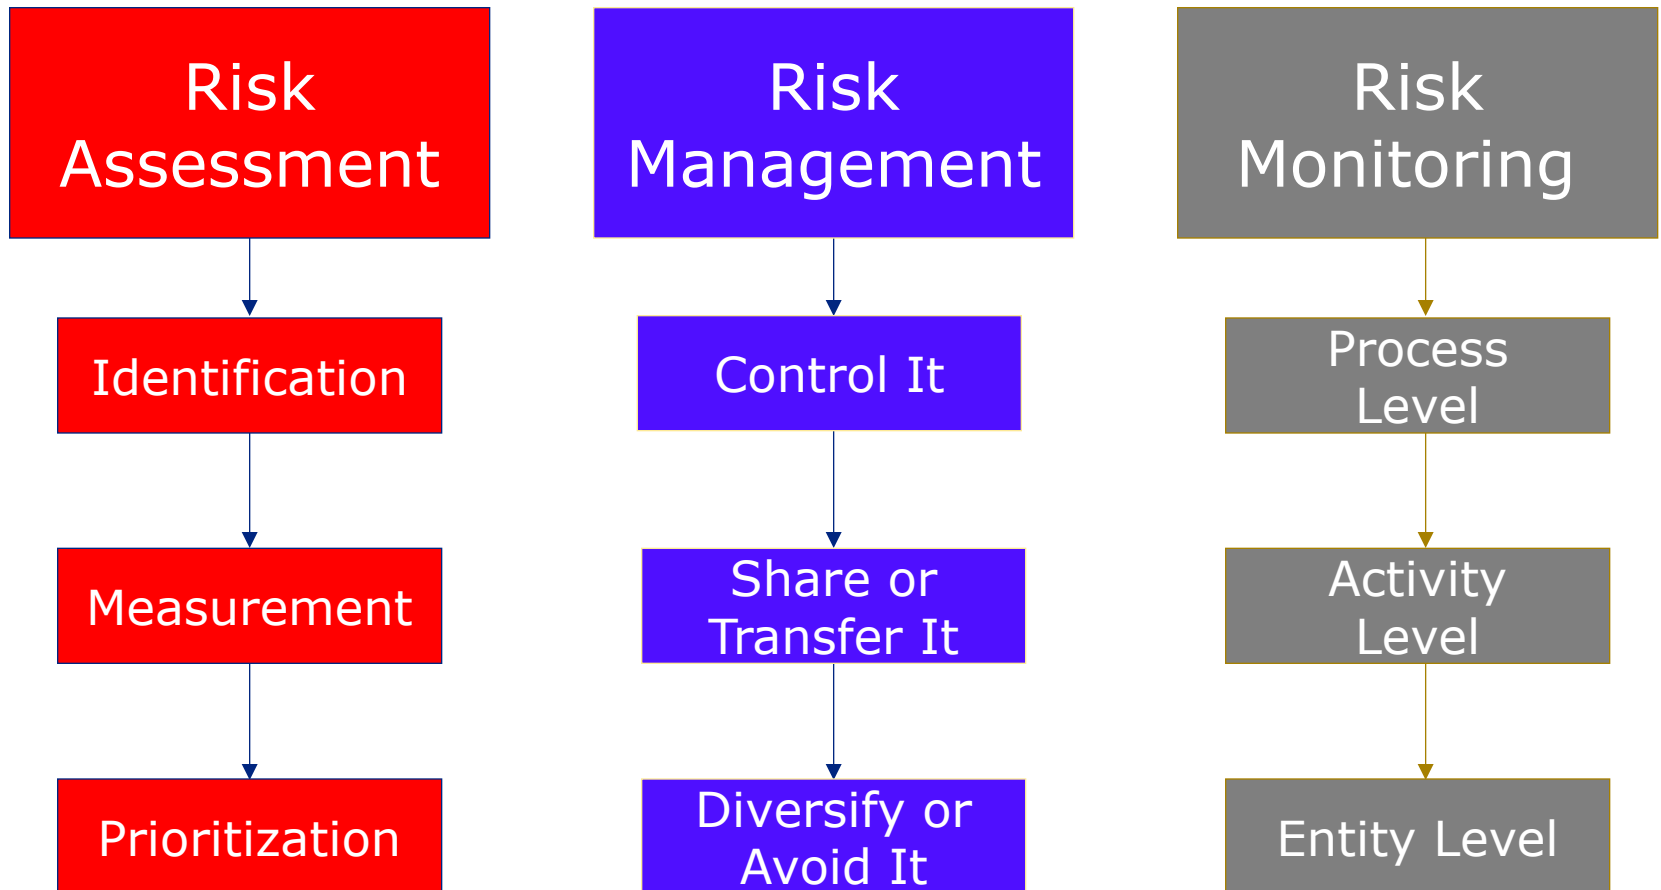 Risk
Assessment
Identification
Measurement
Prioritization
Risk
Management
Control It
Share or
Transfer It
Diversify or
Avoid It
Risk
Monitoring
Process
Level
Activity
Level
Entity Level